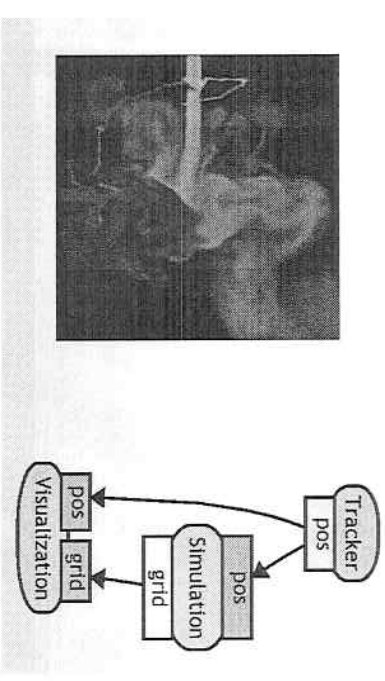 Tracker
pos
pos
Simulation
grid
pos
grid
Visualization